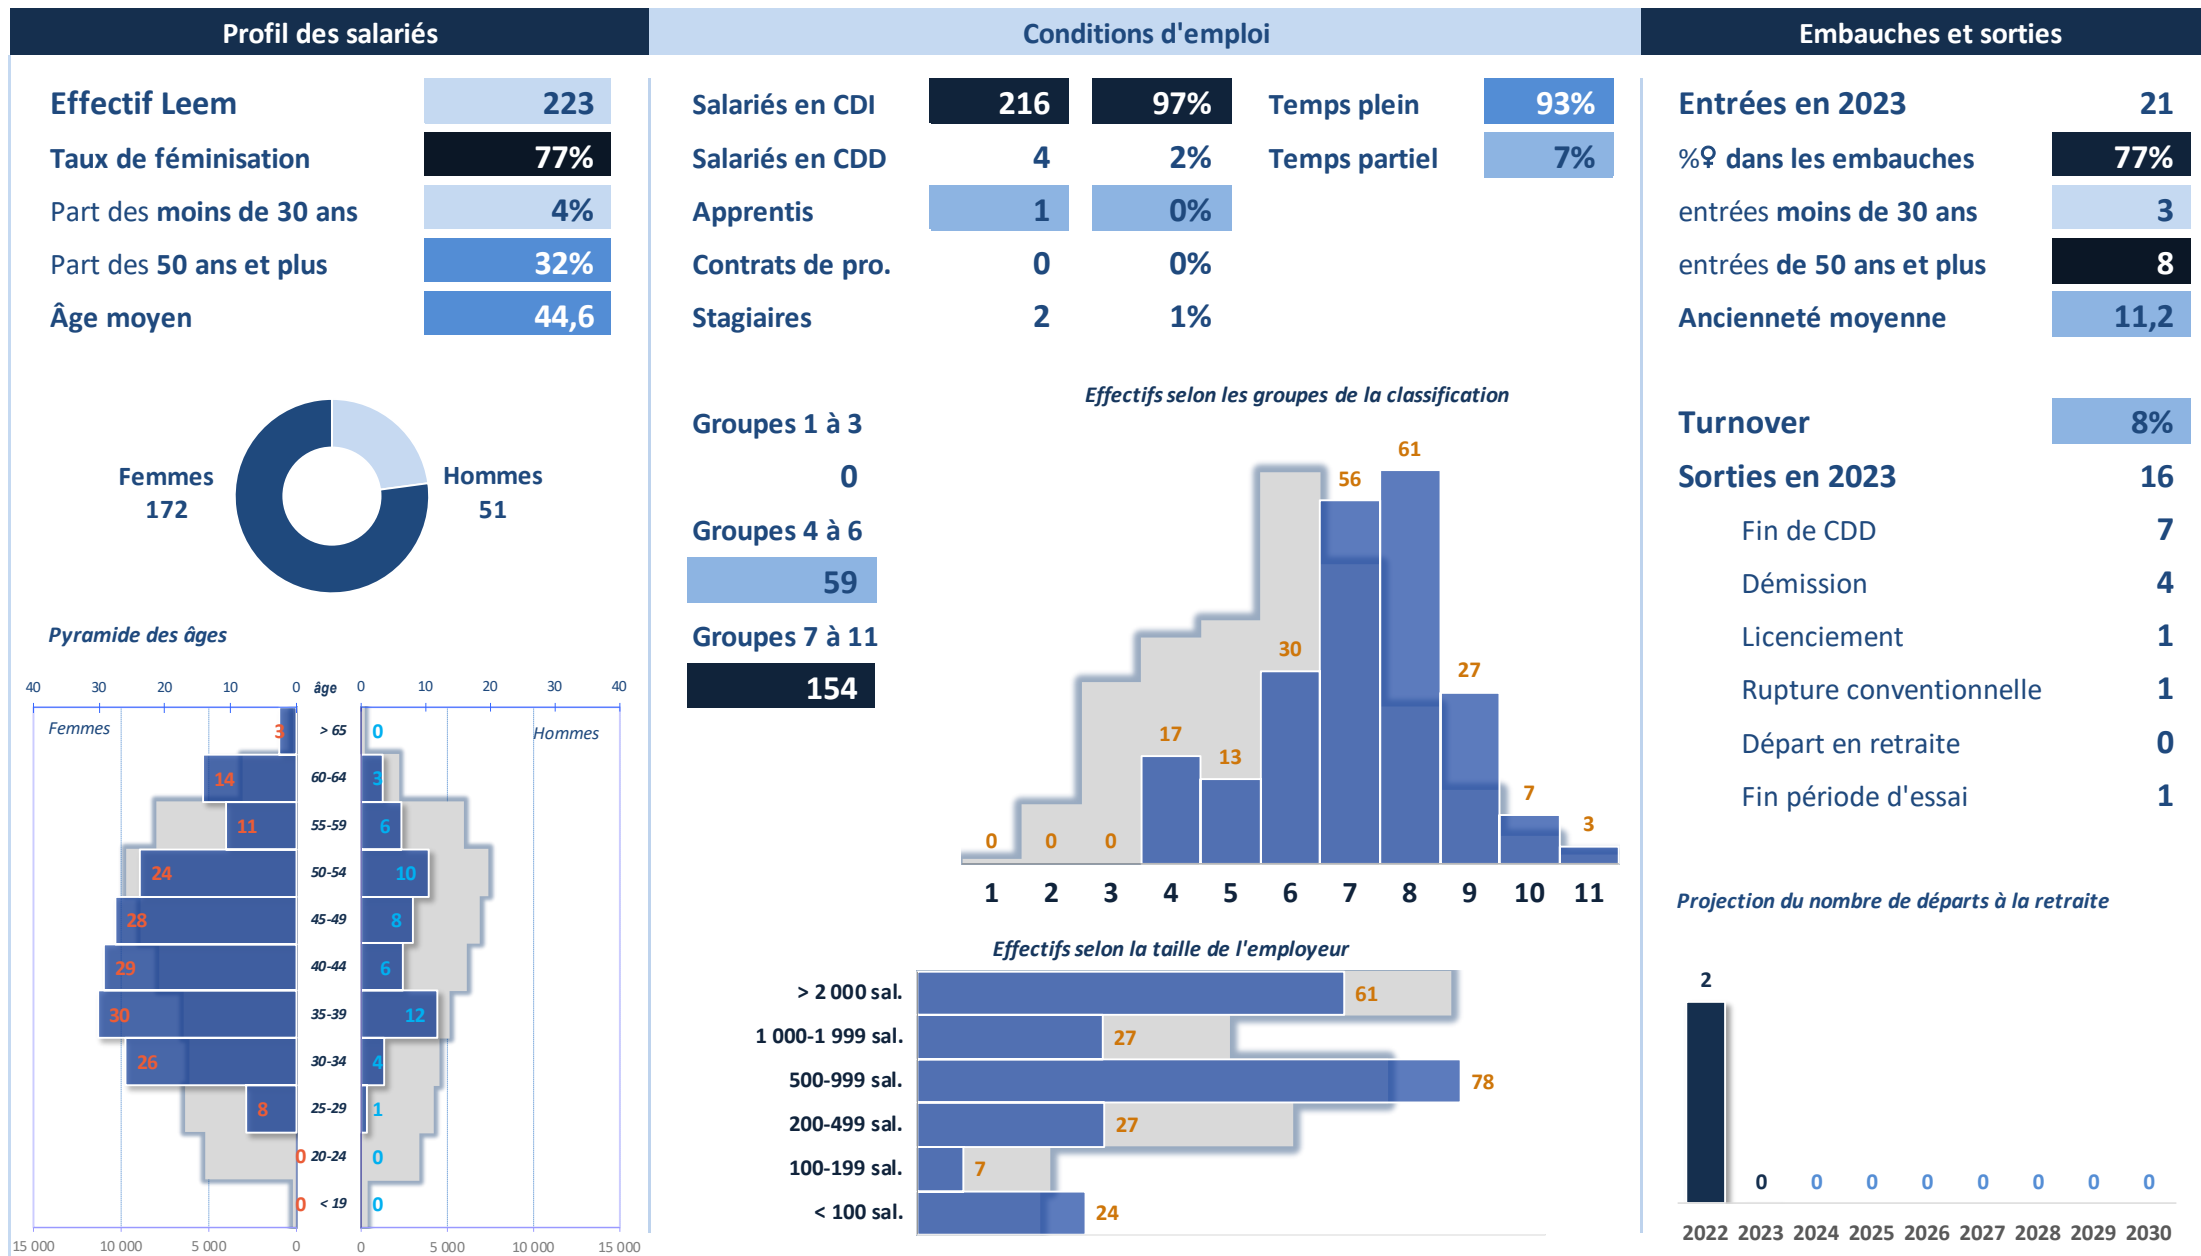 Profil des salariés
Effectif Leem 223
Taux de féminisation 77%
Part des moins de 30 ans 4%
Part des 50 ans et plus 32%
Âge moyen 44,6
Femmes
172
Hommes
51
Pyramide des âges
40 30 20 10 0 âge 0 10 20 30 40
Femmes Hommes
3 > 65 0
14 60-64 3
11 55-59 6
24 50-54 10
28 45-49 8
29 40-44 6
30 35-39 12
26 30-34 4
8 25-29 1
0 20-24 0
0 < 19 0
15 000 10 000 5 000 0 0 5 000 10 000 15 000
Conditions d'emploi
Salariés en CDI 216 97%
Salariés en CDD 4 2%
Apprentis 1 0%
Contrats de pro. 0 0%
Stagiaires 2 1%
Temps plein 93%
Temps partiel 7%
Groupes 1 à 3
0
Groupes 4 à 6
59
Groupes 7 à 11
154
Effectifs selon les groupes de la classification
0 0 0 17 13 30 56 61 27 7 3
1 2 3 4 5 6 7 8 9 10 11
Effectifs selon la taille de l'employeur
> 2 000 sal. 61
1 000-1 999 sal. 27
500-999 sal. 78
200-499 sal. 27
100-199 sal. 7
< 100 sal. 24
Embauches et sorties
Entrées en 2023 21
%♀ dans les embauches 77%
entrées moins de 30 ans 3
entrées de 50 ans et plus 8
Ancienneté moyenne 11,2
Turnover 8%
Sorties en 2023 16
Fin de CDD 7
Démission 4
Licenciement 1
Rupture conventionnelle 1
Départ en retraite 0
Fin période d'essai 1
Projection du nombre de départs à la retraite
2 0 0 0 0 0 0 0 0
2022 2023 2024 2025 2026 2027 2028 2029 2030